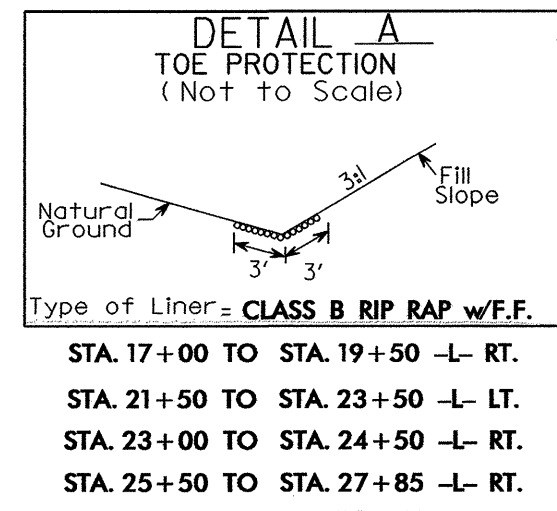 DETAIL A
TOE PROTECTION
(Not to Scale)
3:1
Fill
Slope
Natural
Ground
3' 3'
Type of Liner= CLASS B RIP RAP w/F.F.
STA. 17+00 TO STA. 19+50 -L- RT.
STA. 21+50 TO STA. 23+50 -L- LT.
STA. 23+00 TO STA. 24+50 -L- RT.
STA. 25+50 TO STA. 27+85 -L- RT.